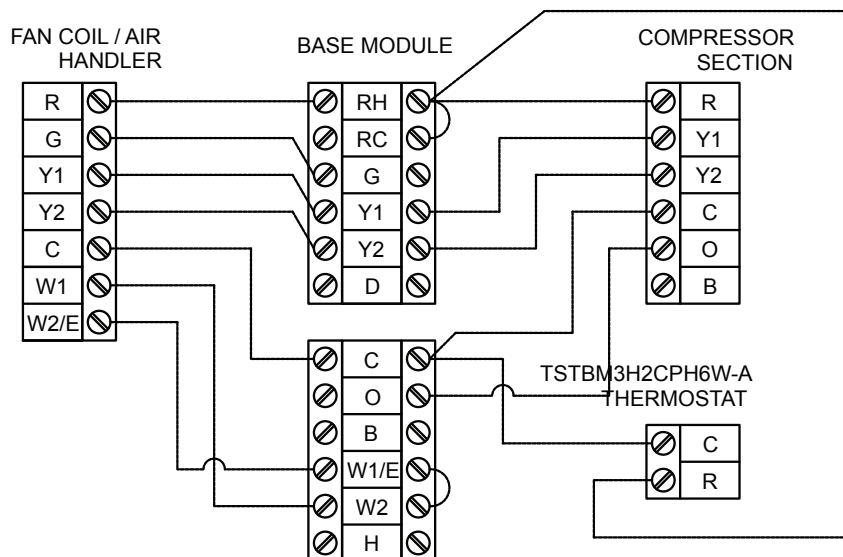 FAN COIL / AIR
HANDLER
R
G
Y1
Y2
C
W1
W2/E
BASE MODULE
RH
RC
G
Y1
Y2
D
C
O
B
W1/E
W2
H
COMPRESSOR
SECTION
R
Y1
Y2
C
O
B
TSTBM3H2CPH6W-A
THERMOSTAT
C
R